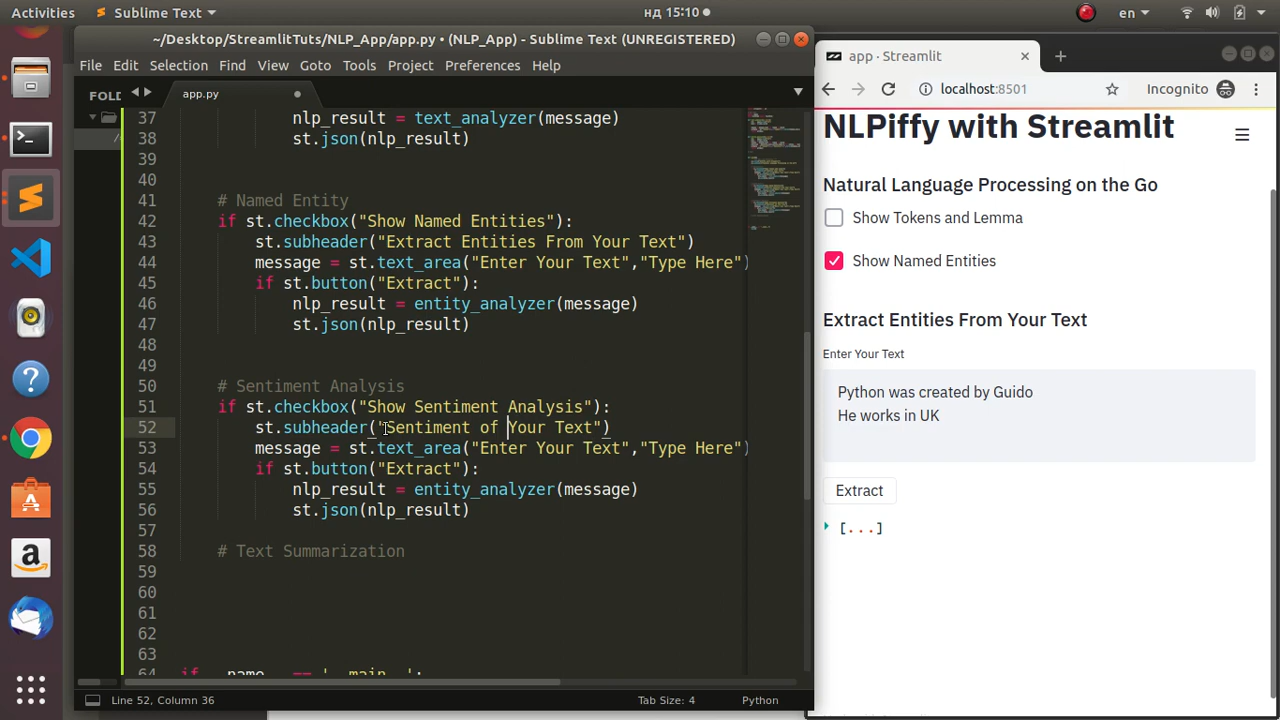 Activities
Sublime Text
нд 15:10
en
~/Desktop/StreamlitTuts/NLP_App/app.py • (NLP_App) - Sublime Text (UNREGISTERED)
File Edit Selection Find View Goto Tools Project Preferences Help
FOLD
app.py
37 nlp_result = text_analyzer(message)
38 st.json(nlp_result)
39
40
41 # Named Entity
42 if st.checkbox("Show Named Entities"):
43 st.subheader("Extract Entities From Your Text")
44 message = st.text_area("Enter Your Text","Type Here")
45 if st.button("Extract"):
46 nlp_result = entity_analyzer(message)
47 st.json(nlp_result)
48
49
50 # Sentiment Analysis
51 if st.checkbox("Show Sentiment Analysis"):
52 st.subheader("Sentiment of Your Text")
53 message = st.text_area("Enter Your Text","Type Here")
54 if st.button("Extract"):
55 nlp_result = entity_analyzer(message)
56 st.json(nlp_result)
57
58 # Text Summarization
59
60
61
62
63
64 if __name__ == '__main__':
Line 52, Column 36
Tab Size: 4
Python
app · Streamlit
localhost:8501
Incognito
NLPiffy with Streamlit
Natural Language Processing on the Go
Show Tokens and Lemma
Show Named Entities
Extract Entities From Your Text
Enter Your Text
Python was created by Guido
He works in UK
Extract
[...]